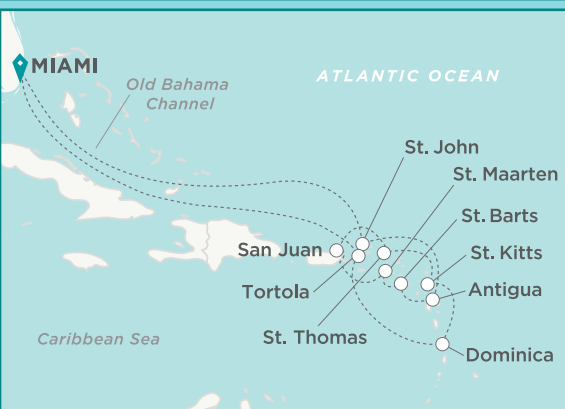 MIAMI
ATLANTIC OCEAN
Old Bahama
Channel
St. John
St. Maarten
St. Barts
San Juan
St. Kitts
Tortola
Antigua
St. Thomas
Caribbean Sea
Dominica